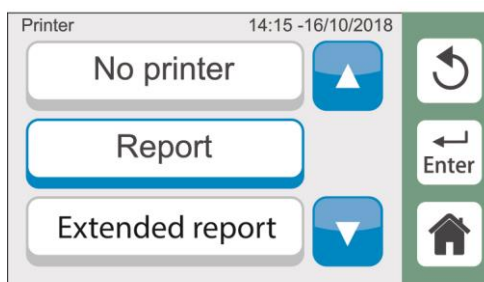 Printer 14:15 -16/10/2018
No printer
Report
Enter
Extended report